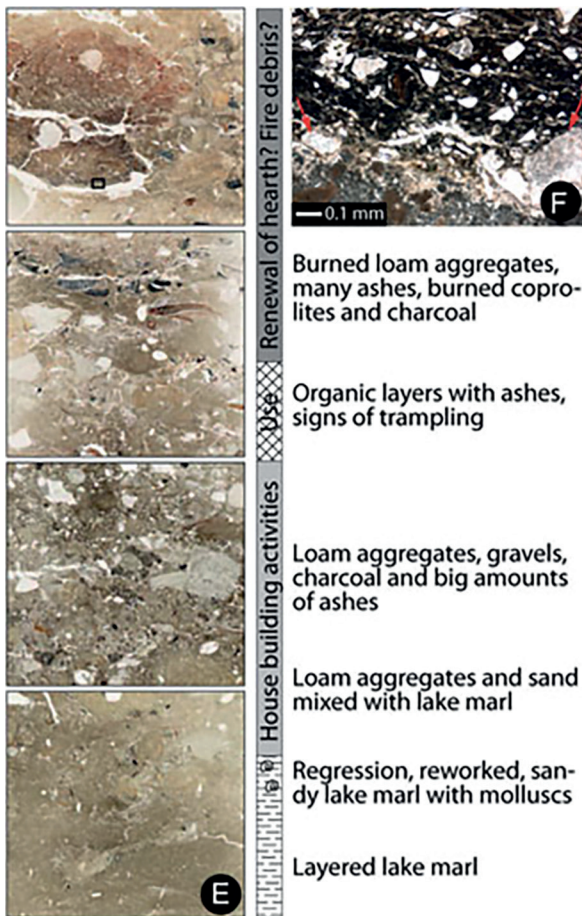 Renewal of hearth? Fire debris?
Use
House building activities
0.1 mm
F
Burned loam aggregates,
many ashes, burned copro-
lites and charcoal
Organic layers with ashes,
signs of trampling
Loam aggregates, gravels,
charcoal and big amounts
of ashes
Loam aggregates and sand
mixed with lake marl
Regression, reworked, san-
dy lake marl with molluscs
Layered lake marl
E